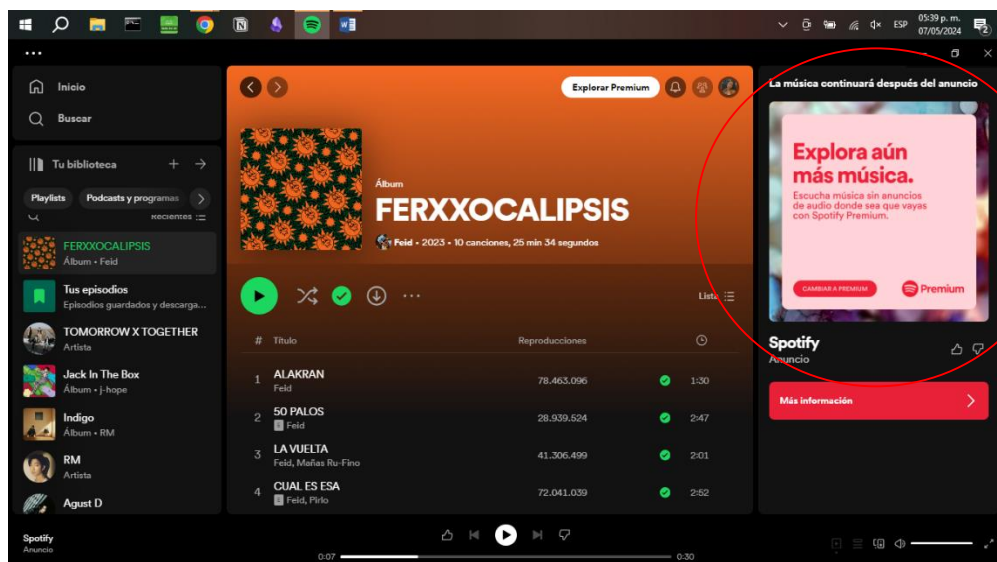 ESP
05:39 p. m.
07/05/2024
2
Inicio
Buscar
Tu biblioteca
Playlists
Podcasts y programas
Recientes
FERXXOCALIPSIS
Álbum • Feid
Tus episodios
Episodios guardados y descarga...
TOMORROW X TOGETHER
Artista
Jack In The Box
Álbum • j-hope
Indigo
Álbum • RM
RM
Artista
Agust D
Explorar Premium
Álbum
FERXXOCALIPSIS
Feid • 2023 • 10 canciones, 25 min 34 segundos
Lista
# Título Reproducciones
1 ALAKRAN 78.463.096 1:30
Feid
2 50 PALOS 28.939.524 2:47
E Feid
3 LA VUELTA 41.306.499 2:01
Feid, Mañas Ru-Fino
4 CUAL ES ESA 72.041.039 2:52
E Feid, Pirlo
La música continuará después del anuncio
Explora aún
más música.
Escucha música sin anuncios
de audio donde sea que vayas
con Spotify Premium.
CAMBIAR A PREMIUM
Premium
Spotify
Anuncio
Más información
Spotify
Anuncio
0:07
0:30